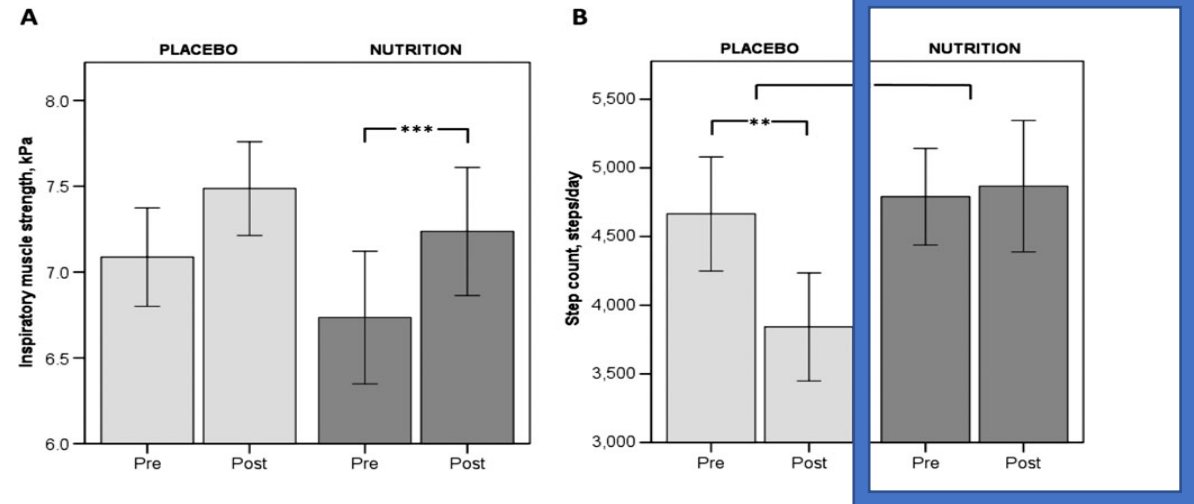 A
PLACEBO NUTRITION
Inspiratory muscle strength, kPa
8.0
7.5
7.0
6.5
6.0
***
Pre Post Pre Post
B
PLACEBO NUTRITION
Step count, steps/day
5,500
5,000
4,500
4,000
3,500
3,000
**
Pre Post Pre Post